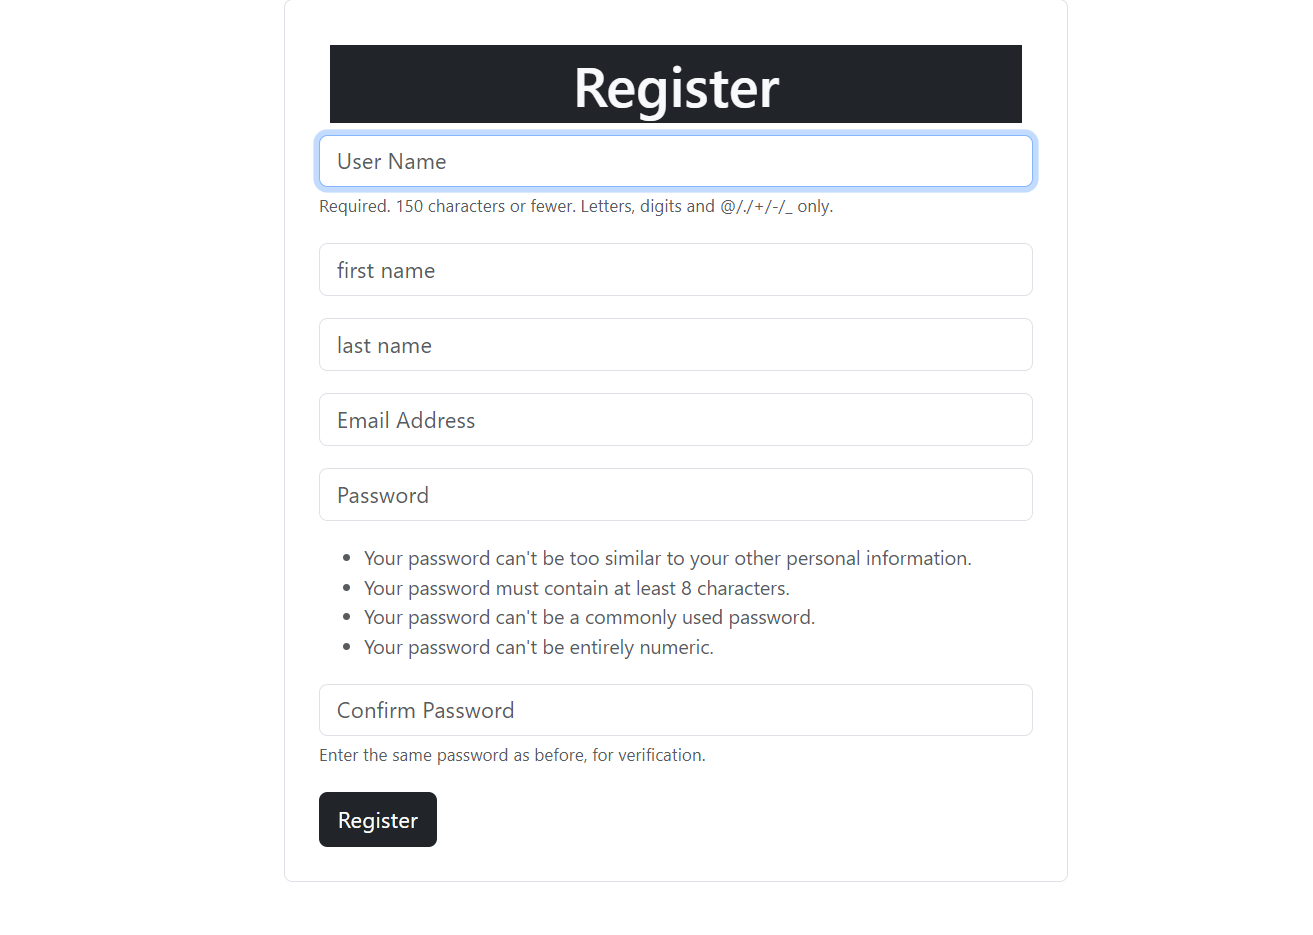 Register
User Name
Required. 150 characters or fewer. Letters, digits and @/./+/-/_ only.
first name
last name
Email Address
Password
• Your password can't be too similar to your other personal information.
• Your password must contain at least 8 characters.
• Your password can't be a commonly used password.
• Your password can't be entirely numeric.
Confirm Password
Enter the same password as before, for verification.
Register